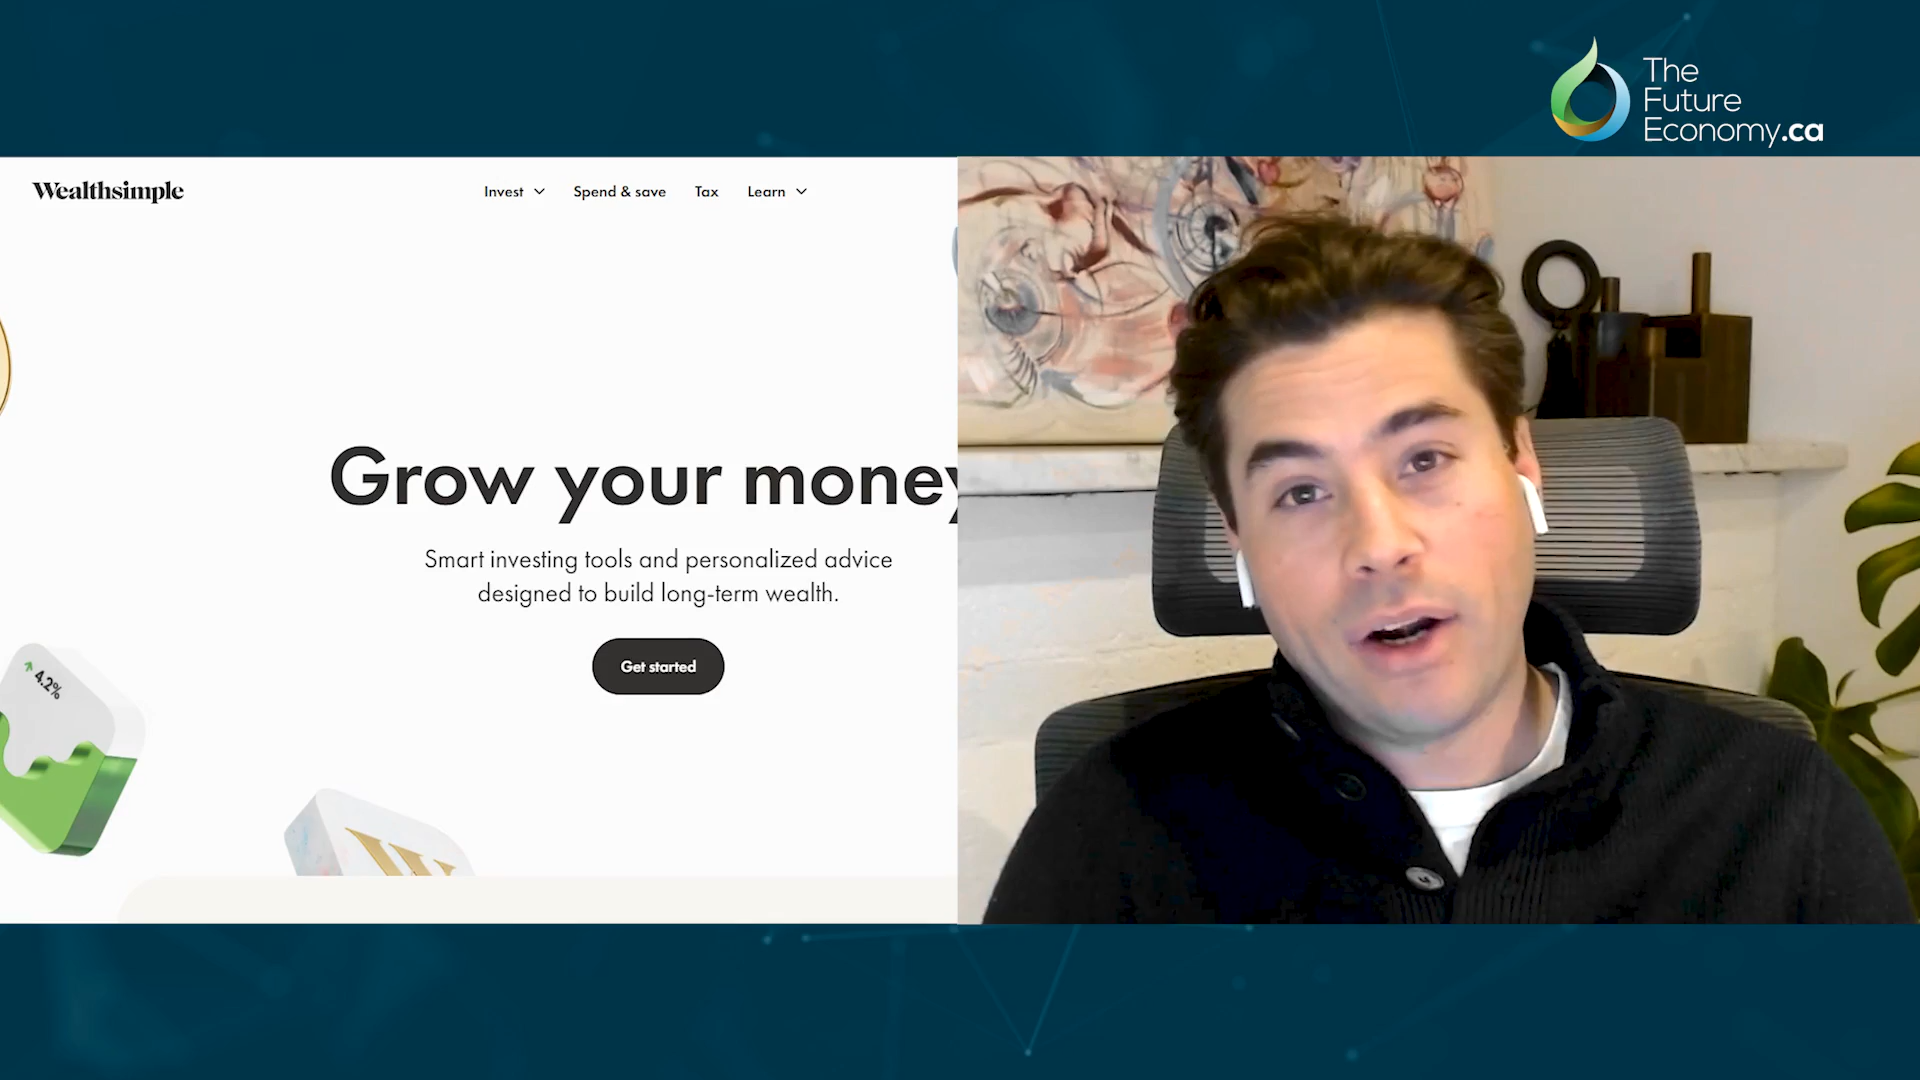 The
Future
Economy.ca
Wealthsimple
Invest
Spend & save
Tax
Learn
Grow your money
Smart investing tools and personalized advice
designed to build long-term wealth.
Get started
4.2%
W